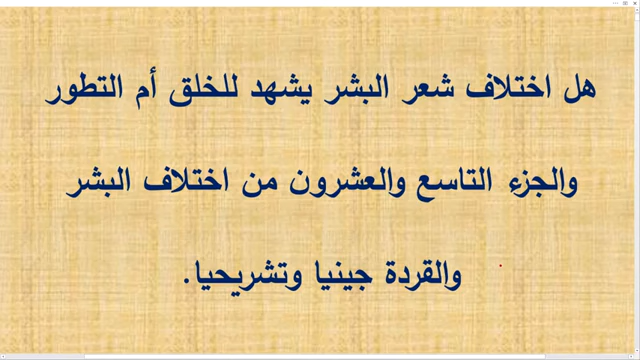 هل اختلاف شعر البشر يشهد للخلق أم التطور
والجزء التاسع والعشرون من اختلاف البشر
والقردة جينيا وتشريحيا.